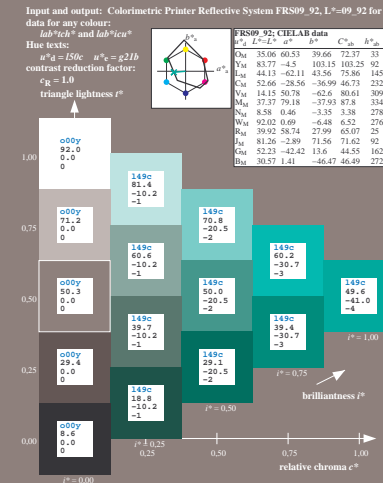 Input and output: Colorimetric Printer Reflective System FRS09_92, L*=09_92 for
data for any colour:
lab*tch* and lab*icu*
Hue texts:
u*d = l50c u*e = g21b
contrast reduction factor:
cR = 1.0
triangle lightness t*
b*a
a*a
FRS09_92; CIELAB
u*d L*=L* a* b* C*ab h*ab
OM 35.06 60.53 39.66 72.37 33
YM 83.77 -4.5 103.15 103.25 92
LM 44.13 -62.11 43.56 75.86 145
CM 52.66 -28.56 -36.99 46.73 232
VM 14.15 50.78 -62.6 80.61 309
MM 37.37 79.18 -37.93 87.8 334
NM 8.58 0.46 -3.35 3.38 278
WM 92.02 0.69 -6.48 6.52 276
RM 39.92 58.74 27.99 65.07 25
JM 81.26 -2.89 71.56 71.62 92
GM 52.23 -42.42 13.6 44.55 162
BM 30.57 1.41 -46.47 46.49 272
1,00
0,75
0,50
0,25
0,00
o00y
92.0
0.0
0
o00y
71.2
0.0
0
o00y
50.3
0.0
0
o00y
29.4
0.0
0
o00y
8.6
0.0
0
149c
81.4
-10.2
-1
149c
60.6
-10.2
-1
149c
39.7
-10.2
-1
149c
18.8
-10.2
-1
149c
70.8
-20.5
-2
149c
50.0
-20.5
-2
149c
29.1
-20.5
-2
149c
60.2
-30.7
-3
149c
39.4
-30.7
-3
149c
49.6
-41.0
-4
i* = 1,00
i* = 0,75
i* = 0,50
i* = 0,25
i* = 0,00
brilliantness i*
0,25
0,50
0,75
1,00
relative chroma c*